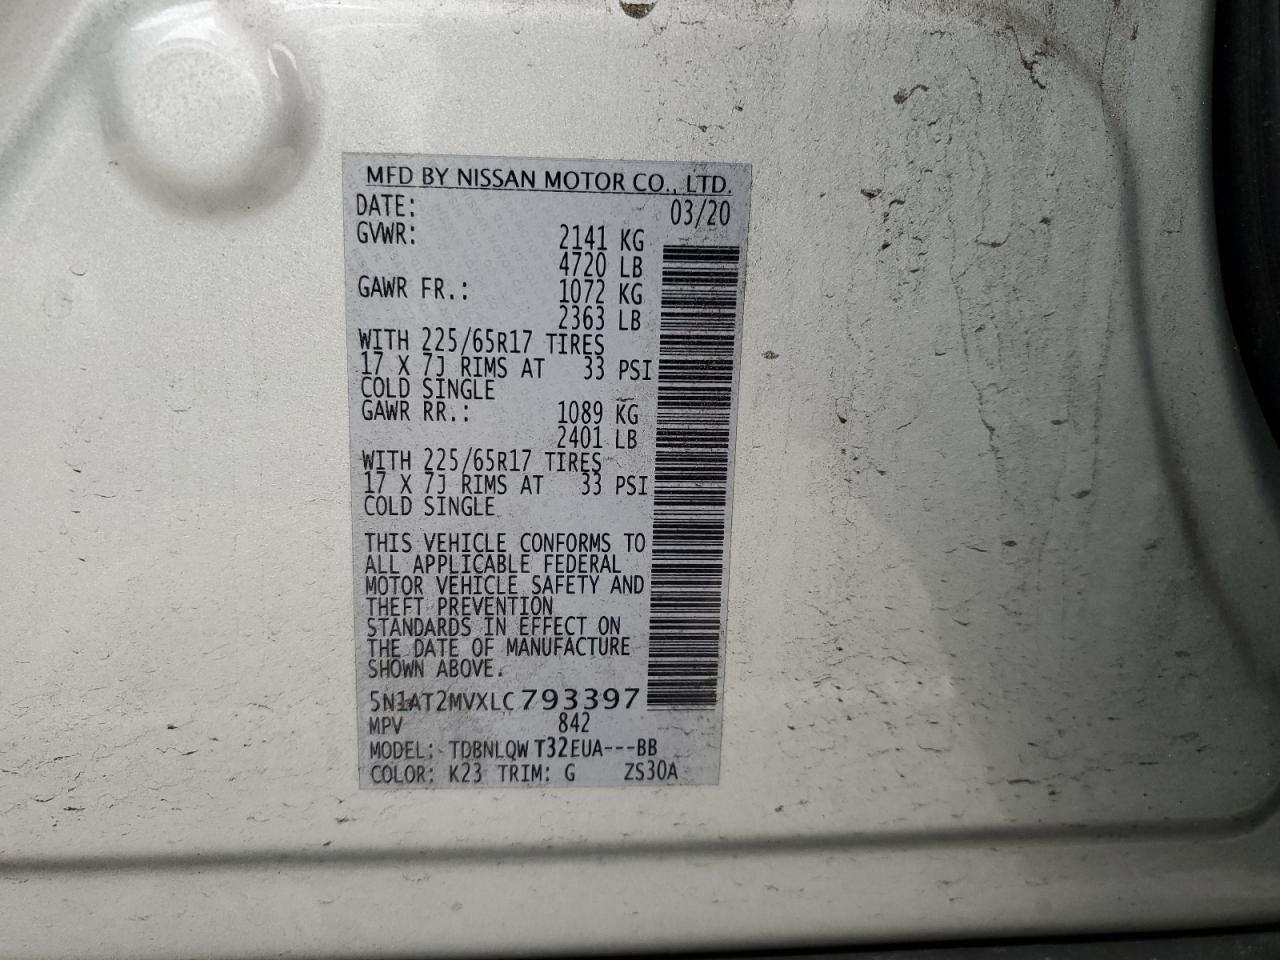 MFD BY NISSAN MOTOR CO., LTD.
DATE: 03/20
GVWR: 2141 KG
4720 LB
GAWR FR.: 1072 KG
2363 LB
WITH 225/65R17 TIRES
17 X 7J RIMS AT 33 PSI
COLD SINGLE
GAWR RR.: 1089 KG
2401 LB
WITH 225/65R17 TIRES
17 X 7J RIMS AT 33 PSI
COLD SINGLE
THIS VEHICLE CONFORMS TO
ALL APPLICABLE FEDERAL
MOTOR VEHICLE SAFETY AND
THEFT PREVENTION
STANDARDS IN EFFECT ON
THE DATE OF MANUFACTURE
SHOWN ABOVE.
5N1AT2MVXLC793397
MPV 842
MODEL: TDBNLQW T32EUA---BB
COLOR: K23 TRIM: G ZS30A